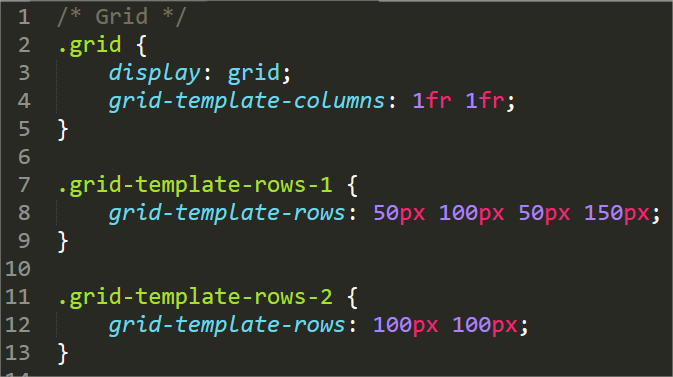 1 /* Grid */
2 .grid {
3     display: grid;
4     grid-template-columns: 1fr 1fr;
5 }
6
7 .grid-template-rows-1 {
8     grid-template-rows: 50px 100px 50px 150px;
9 }
10
11 .grid-template-rows-2 {
12     grid-template-rows: 100px 100px;
13 }